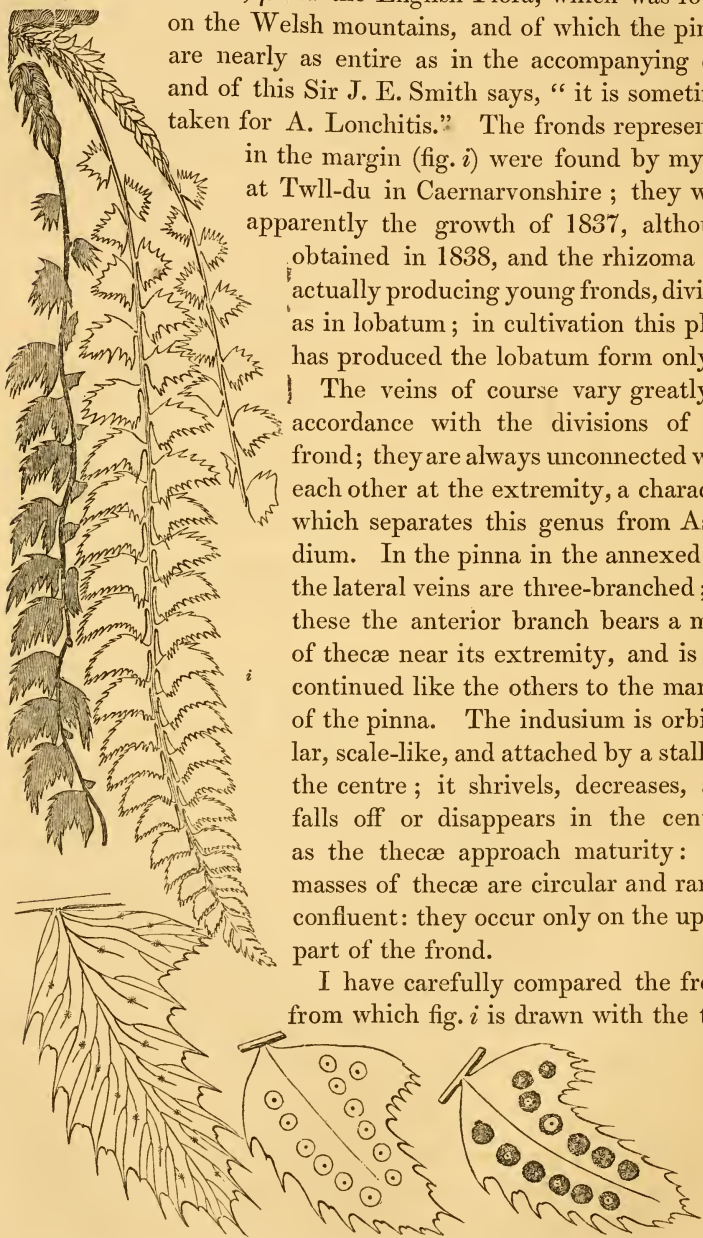 the English Flora, which was fo
on the Welsh mountains, and of which the pin
are nearly as entire as in the accompanying
and of this Sir J. E. Smith says, “ it is someti
taken for A. Lonchitis.” The fronds represen
in the margin (fig. i) were found by my
at Twll-du in Caernarvonshire ; they w
apparently the growth of 1837, althou
obtained in 1838, and the rhizoma
actually producing young fronds, divi
as in lobatum ; in cultivation this pl
has produced the lobatum form only
The veins of course vary greatly
accordance with the divisions of
frond; they are always unconnected w
each other at the extremity, a charac
which separates this genus from As
dium. In the pinna in the annexed
the lateral veins are three-branched ;
these the anterior branch bears a m
of thecæ near its extremity, and is
i
continued like the others to the mar
of the pinna. The indusium is orbi
lar, scale-like, and attached by a stal
the centre ; it shrivels, decreases,
falls off or disappears in the cen
as the thecæ approach maturity :
masses of thecæ are circular and rar
confluent: they occur only on the up
part of the frond.
I have carefully compared the fro
from which fig. i is drawn with the t